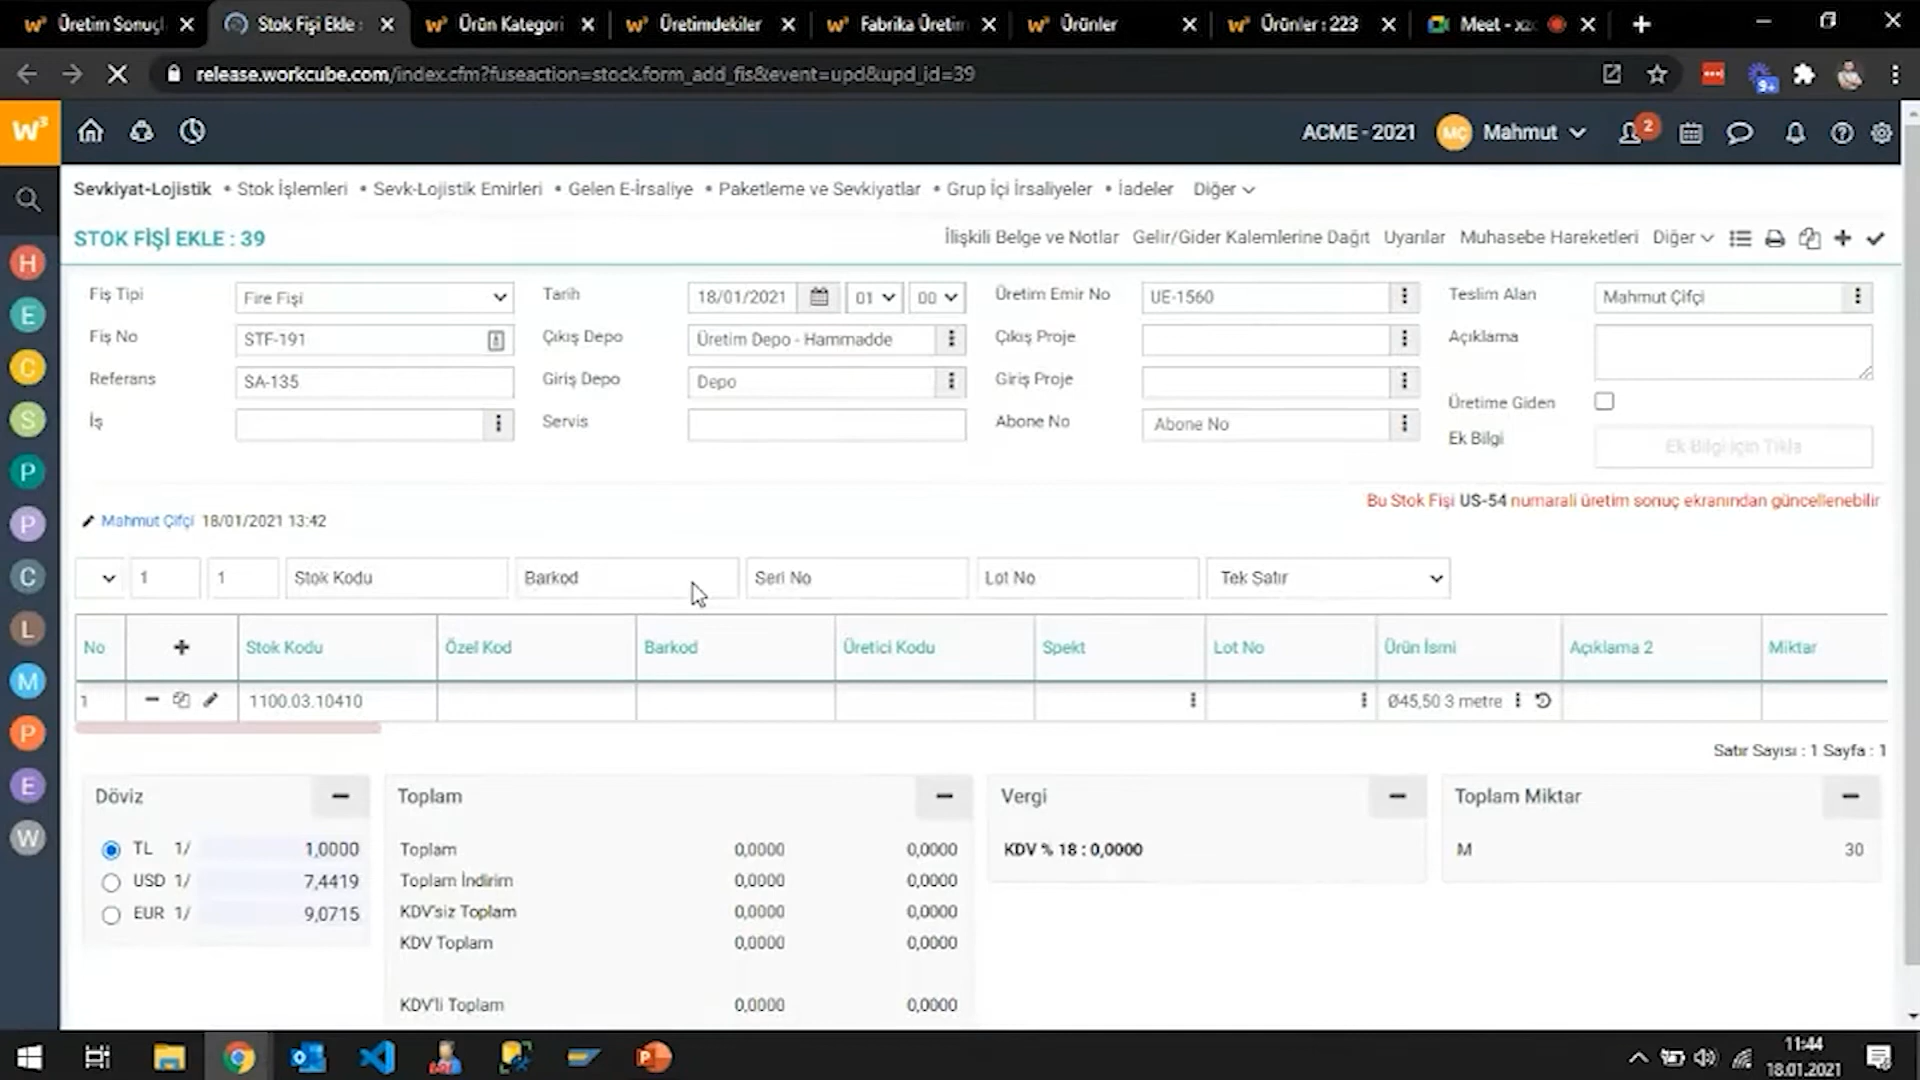 Üretim Sonuçl
Stok Fişi Ekle :
Ürün Kategori
Üretimdekiler
Fabrika Üretim
Ürünler
Ürünler : 223
Meet - xzc
release.workcube.com/index.cfm?fuseaction=stock.form_add_fis&event=upd&upd_id=39
9+
W³
ACME - 2021
MC
Mahmut
2
Sevkiyat-Lojistik • Stok İşlemleri • Sevk-Lojistik Emirleri • Gelen E-İrsaliye • Paketleme ve Sevkiyatlar • Grup İçi İrsaliyeler • İadeler Diğer
STOK FİŞİ EKLE : 39
İlişkili Belge ve Notlar Gelir/Gider Kalemlerine Dağıt Uyarılar Muhasebe Hareketleri Diğer
H
E
C
S
P
P
C
L
M
P
E
W
Fiş Tipi Fire Fişi Tarih 18/01/2021 01 00 Üretim Emir No UE-1560 Teslim Alan Mahmut Çifçi
Fiş No STF-191 Çıkış Depo Üretim Depo - Hammadde Çıkış Proje Açıklama
Referans SA-135 Giriş Depo Depo Giriş Proje
Üretime Giden
İş Servis Abone No Abone No
Ek Bilgi Ek Bilgi için Tıkla
Bu Stok Fişi US-54 numaralı üretim sonuç ekranından güncellenebilir
Mahmut Çifçi 18/01/2021 13:42
1 1 Stok Kodu Barkod Seri No Lot No Tek Satır
No + Stok Kodu Özel Kod Barkod Üretici Kodu Spekt Lot No Ürün İsmi Açıklama 2 Miktar
1 1100.03.10410 Ø45,50 3 metre
Satır Sayısı : 1 Sayfa : 1
Döviz
TL 1/ 1,0000
USD 1/ 7,4419
EUR 1/ 9,0715
Toplam
Toplam 0,0000 0,0000
Toplam İndirim 0,0000 0,0000
KDV'siz Toplam 0,0000 0,0000
KDV Toplam 0,0000 0,0000
KDV'li Toplam 0,0000 0,0000
Vergi
KDV % 18 : 0,0000
Toplam Miktar
M 30
11:44
18.01.2021